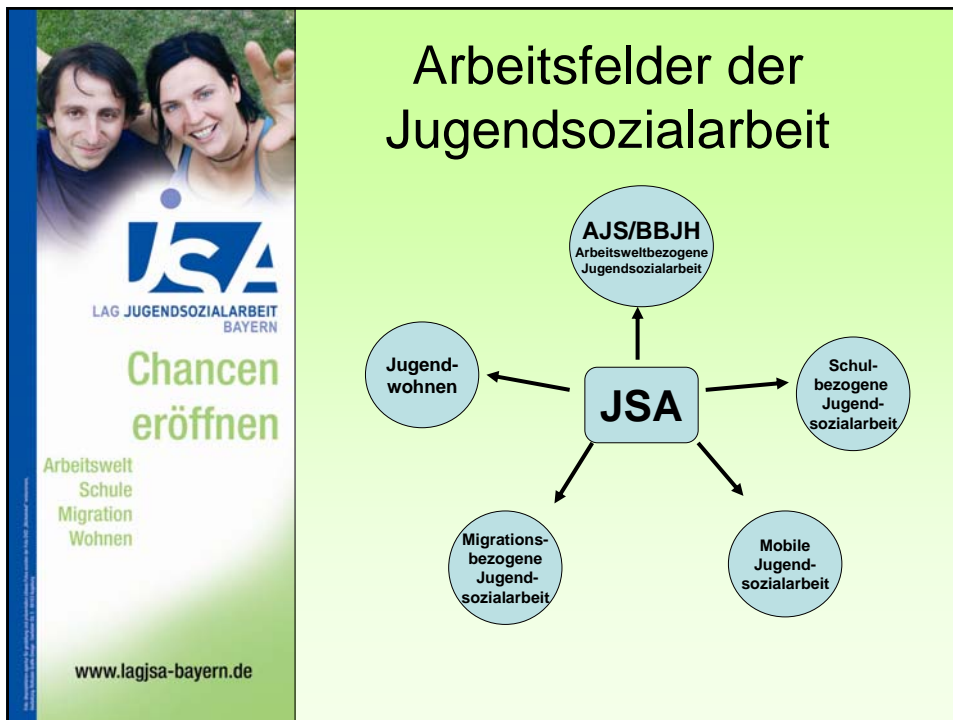 Arbeitsfelder der
Jugendsozialarbeit
JSA
LAG JUGENDSOZIALARBEIT
BAYERN
Chancen
eröffnen
Arbeitswelt
Schule
Migration
Wohnen
www.lagjsa-bayern.de
AJS/BBJH
Arbeitsweltbezogene
Jugendsozialarbeit
Jugend-
wohnen
JSA
Schul-
bezogene
Jugend-
sozialarbeit
Migrations-
bezogene
Jugend-
sozialarbeit
Mobile
Jugend-
sozialarbeit